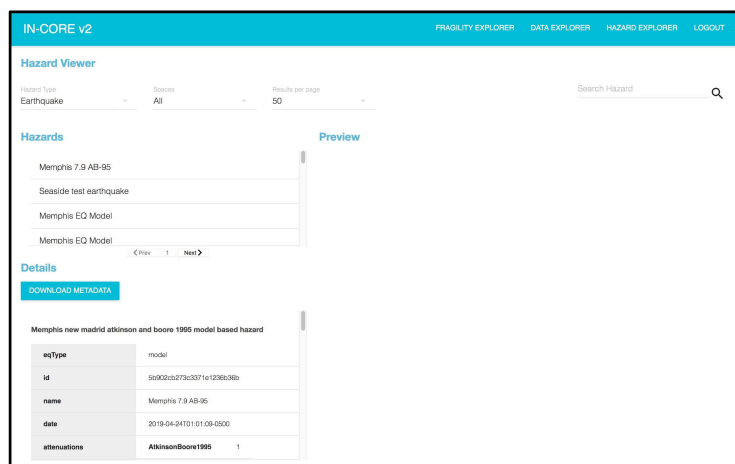 IN-CORE v2
FRAGILITY EXPLORER DATA EXPLORER HAZARD EXPLORER LOGOUT
Hazard Viewer
Hazard Type Spaces Results per page
Earthquake All 50 Search Hazard
Hazards Preview
Memphis 7.9 AB-95
Seaside test earthquake
Memphis EQ Model
Memphis EQ Model
Prev 1 Next
Details
DOWNLOAD METADATA
Memphis new madrid atkinson and boore 1995 model based hazard
eqType model
id 5b902cb273c3371e1236b36b
name Memphis 7.9 AB-95
date 2019-04-24T01:01:09-0500
attenuations AtkinsonBoore1995 1